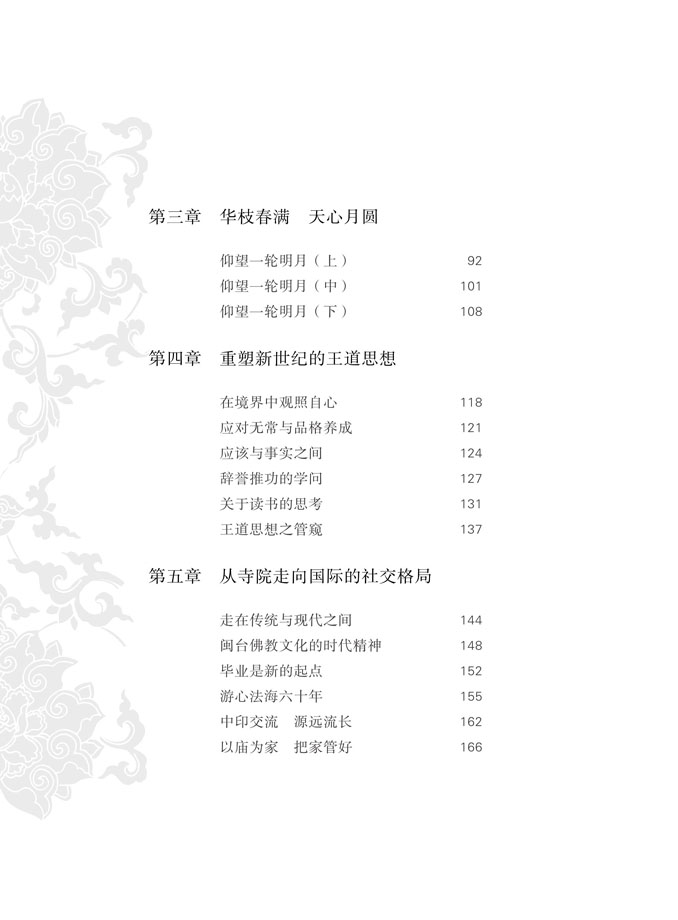 第三章　华枝春满　天心月圆
仰望一轮明月（上） 92
仰望一轮明月（中） 101
仰望一轮明月（下） 108
第四章　重塑新世纪的王道思想
在境界中观照自心 118
应对无常与品格养成 121
应该与事实之间 124
辞誉推功的学问 127
关于读书的思考 131
王道思想之管窥 137
第五章　从寺院走向国际的社交格局
走在传统与现代之间 144
闽台佛教文化的时代精神 148
毕业是新的起点 152
游心法海六十年 155
中印交流　源远流长 162
以庙为家　把家管好 166